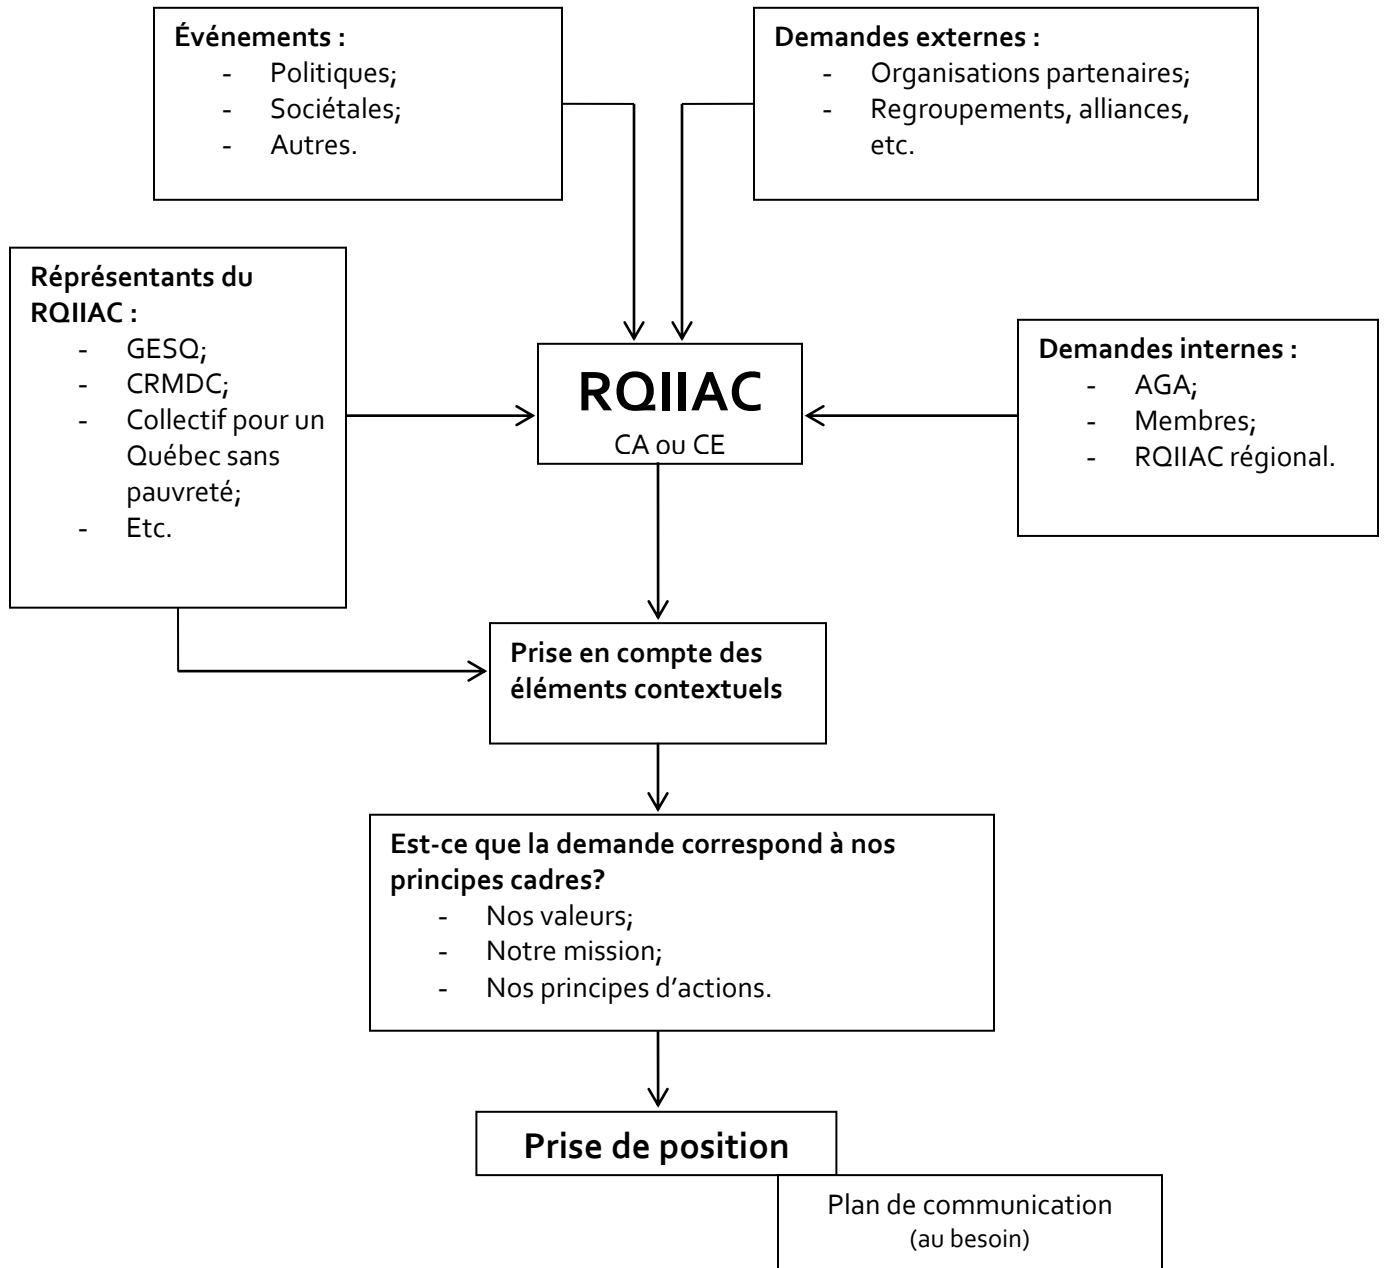 Événements :
- Politiques;
- Sociétales;
- Autres.
Demandes externes :
- Organisations partenaires;
- Regroupements, alliances,
etc.
Réprésentants du
RQIIAC :
- GESQ;
- CRMDC;
- Collectif pour un
Québec sans
pauvreté;
- Etc.
RQIIAC
CA ou CE
Demandes internes :
- AGA;
- Membres;
- RQIIAC régional.
Prise en compte des
éléments contextuels
Est-ce que la demande correspond à nos
principes cadres?
- Nos valeurs;
- Notre mission;
- Nos principes d'actions.
Prise de position
Plan de communication
(au besoin)